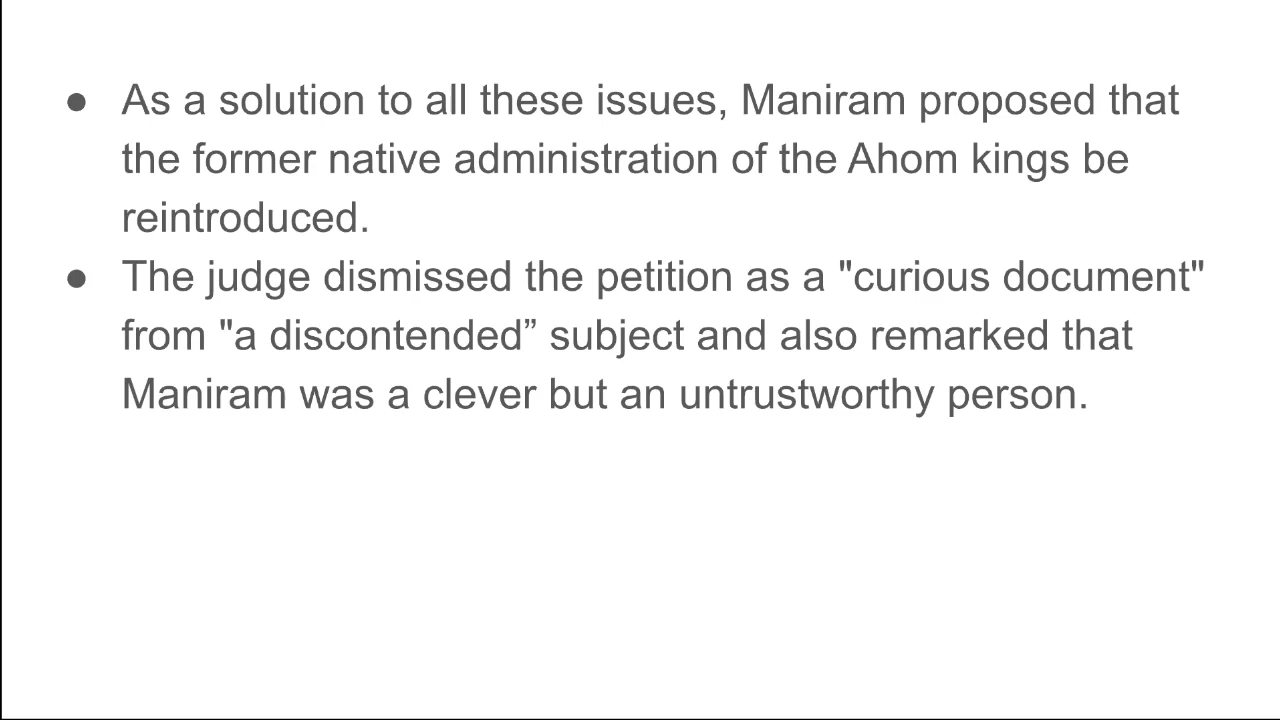 ● As a solution to all these issues, Maniram proposed that
the former native administration of the Ahom kings be
reintroduced.
● The judge dismissed the petition as a "curious document"
from "a discontended” subject and also remarked that
Maniram was a clever but an untrustworthy person.